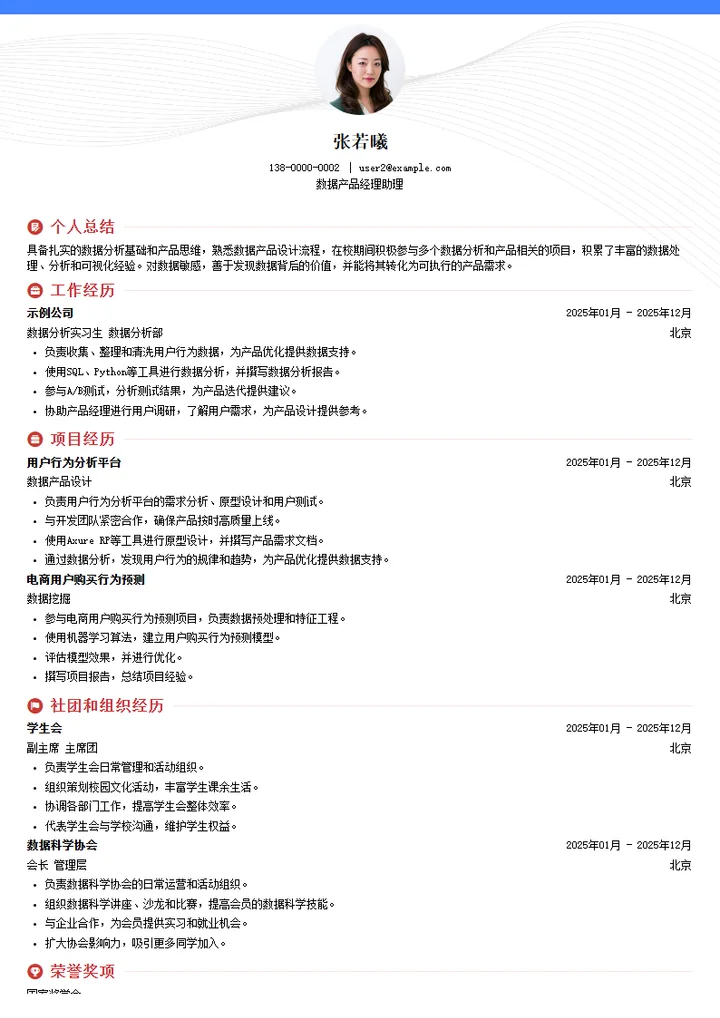 张若曦
138-0000-0002 | user2@example.com
数据产品经理助理
个人总结
具备扎实的数据分析基础和产品思维，熟悉数据产品设计流程，在校期间积极参与多个数据分析和产品相关的项目，积累了丰富的数据处
理、分析和可视化经验。对数据敏感，善于发现数据背后的价值，并能将其转化为可执行的产品需求。
工作经历
示创公司 2025年01月 - 2025年12月
数据分析实习生 数据分析部 北京
• 负责收集、整理和清洗用户行为数据，为产品优化提供数据支持。
• 使用SQL、Python等工具进行数据分析，并撰写数据分析报告。
• 参与A/B测试，分析测试结果，为产品迭代提供建议。
• 协助产品经理进行用户调研，了解用户需求，为产品设计提供参考。
项目经历
用户行为分析平台 2025年01月 - 2025年12月
数据产品设计 北京
• 负责用户行为分析平台的需求分析、原型设计和用户测试。
• 与开发团队紧密合作，确保产品按时高质量上线。
• 使用Axure RP等工具进行原型设计，并撰写产品需求文档。
• 通过数据分析，发现用户行为的规律和趋势，为产品优化提供数据支持。
电商用户购买行为预测 2025年01月 - 2025年12月
数据挖掘 北京
• 参与电商用户购买行为预测项目，负责数据预处理和特征工程。
• 使用机器学习算法，建立用户购买行为预测模型。
• 评估模型效果，并进行优化。
• 撰写项目报告，总结项目经验。
社团和组织经历
学生会 2025年01月 - 2025年12月
副主席 主席团 北京
• 负责学生会日常管理和活动组织。
• 组织策划校园文化活动，丰富学生课余生活。
• 协调各部门工作，提高学生会整体效率。
• 代表学生会与学校沟通，维护学生权益。
数据科学协会 2025年01月 - 2025年12月
会长 管理层 北京
• 负责数据科学协会的日常运营和活动组织。
• 组织数据科学讲座、沙龙和比赛，提高会员的数据科学技能。
• 与企业合作，为会员提供实习和就业机会。
• 扩大协会影响力，吸引更多同学加入。
荣誉奖项